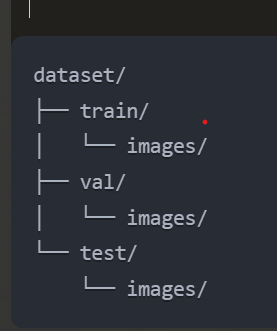 dataset/
├── train/
│   └── images/
├── val/
│   └── images/
└── test/
    └── images/